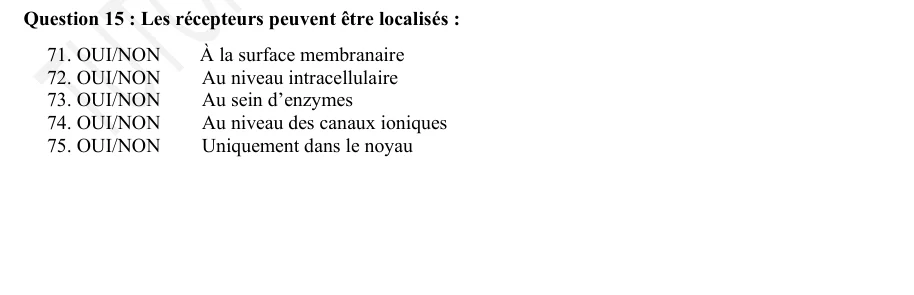 Question 15 : Les récepteurs peuvent être localisés :
71. OUI/NON À la surface membranaire
72. OUI/NON Au niveau intracellulaire
73. OUI/NON Au sein d'enzymes
74. OUI/NON Au niveau des canaux ioniques
75. OUI/NON Uniquement dans le noyau